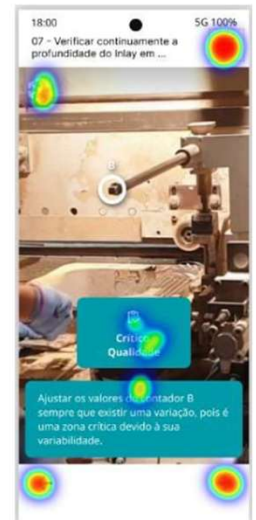 18:00 5G 100%
07 - Verificar continuamente a
profundidade do Inlay em ...
Crítico
Qualidade
Ajustar os valores do contador B
sempre que existir uma variação, pois é
uma zona crítica devido à sua
variabilidade.